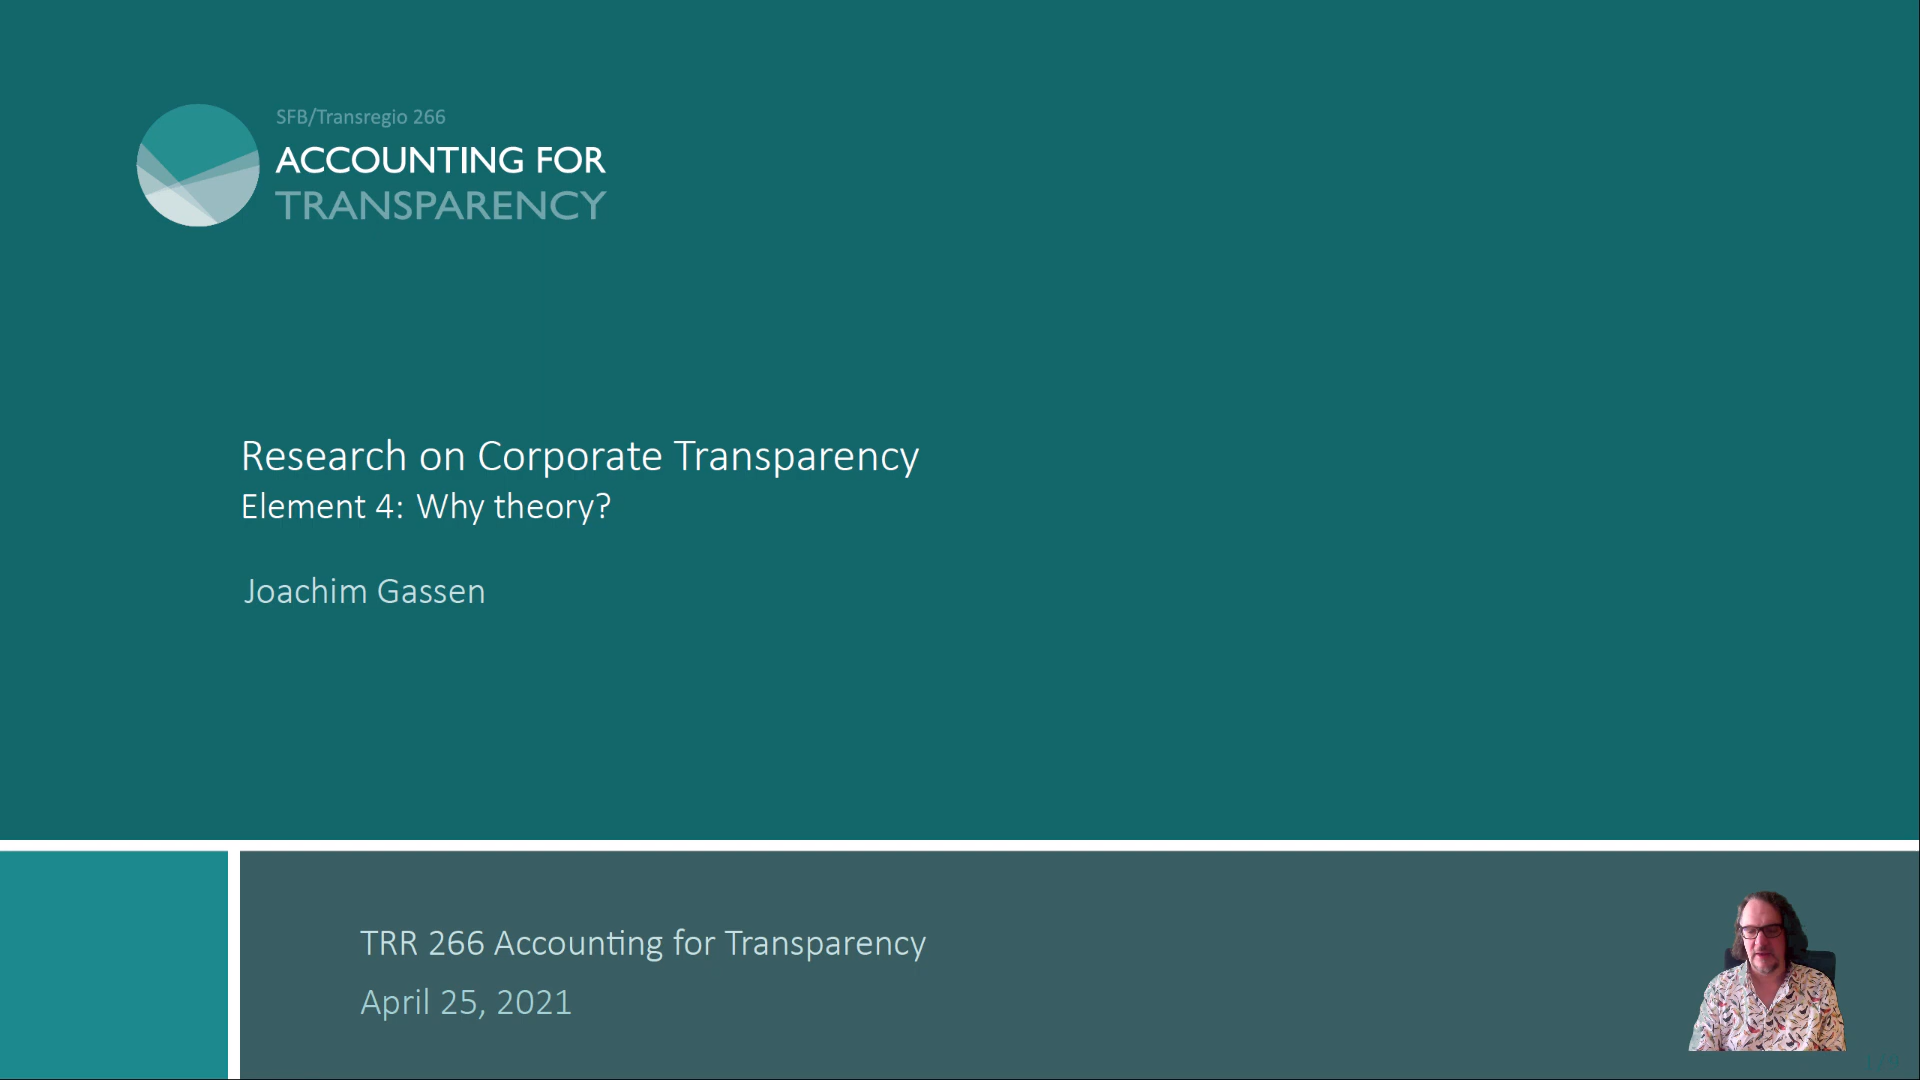 SFB/Transregio 266
ACCOUNTING FOR
TRANSPARENCY
Research on Corporate Transparency
Element 4: Why theory?
Joachim Gassen
TRR 266 Accounting for Transparency
April 25, 2021